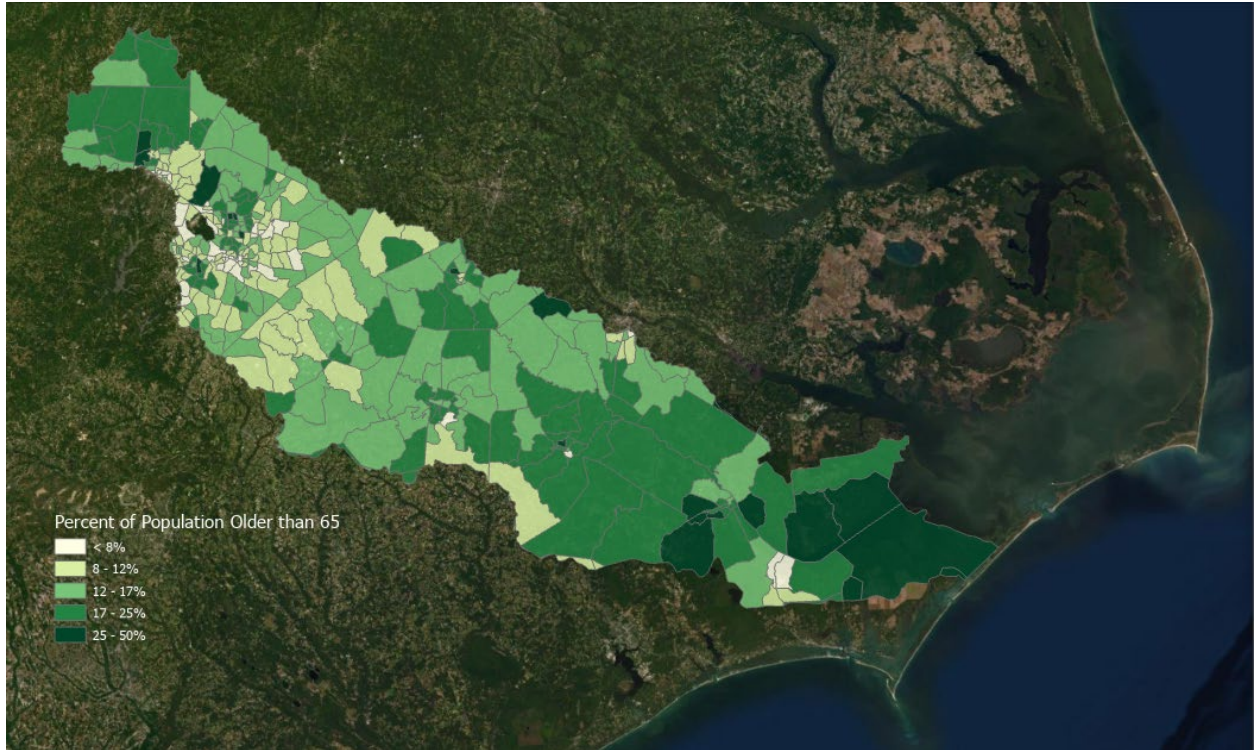 Percent of Population Older than 65
< 8%
8 - 12%
12 - 17%
17 - 25%
25 - 50%